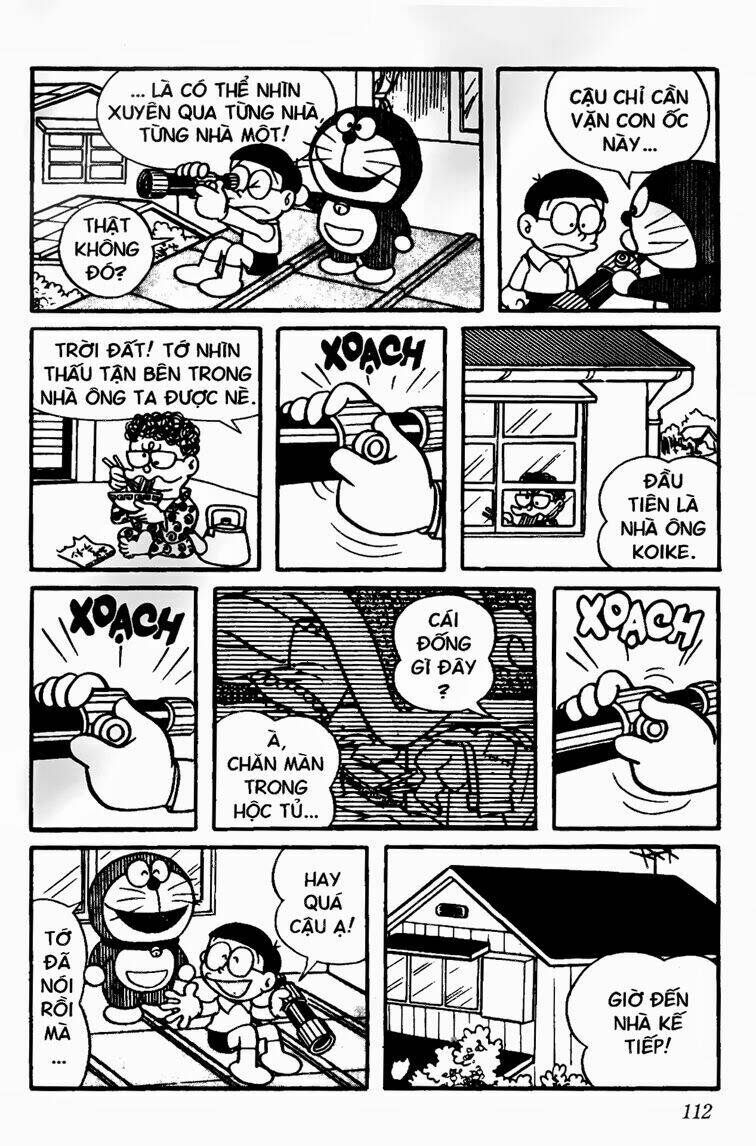 CẬU CHỈ CẦN
VẶN CON ỐC
NÀY...
... LÀ CÓ THỂ NHÌN
XUYÊN QUA TỪNG NHÀ,
TỪNG NHÀ MỘT!
THẬT
KHÔNG
ĐÓ?
ĐẦU
TIÊN LÀ
NHÀ ÔNG
KOIKE.
XOẠCH
TRỜI ĐẤT! TỚ NHÌN
THẤU TẬN BÊN TRONG
NHÀ ÔNG TA ĐƯỢC NÈ.
XOẠCH
CÁI
ĐỐNG
GÌ ĐÂY
?
À,
CHĂN MÀN
TRONG
HỘC TỦ...
XOẠCH
GIỜ ĐẾN
NHÀ KẾ
TIẾP!
HAY
QUÁ
CẬU Ạ!
TỚ
ĐÃ
NÓI
RỒI
MÀ
...
112